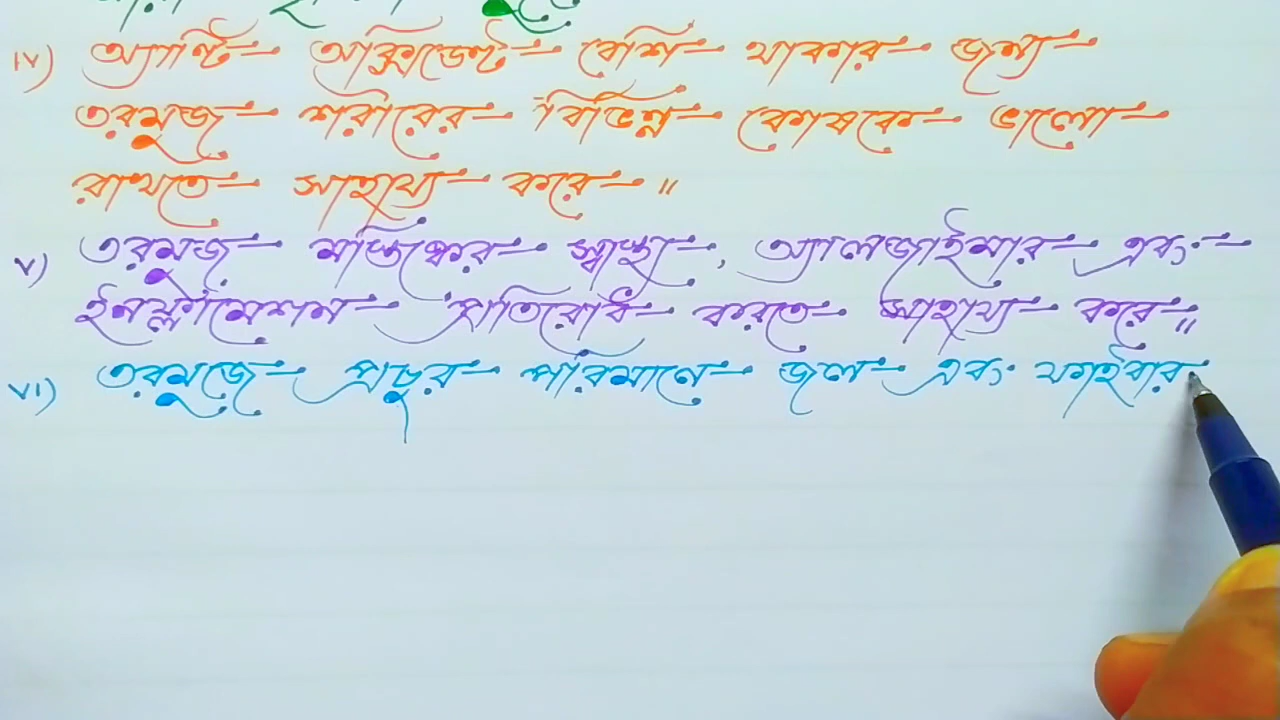 iv) অ্যান্টি অক্সিডেন্ট বেশি থাকার জন্য
তরমুজ শরীরের বিভিন্ন কোষকে ভালো
রাখতে সাহায্য করে॥
v) তরমুজ মস্তিষ্কের স্বাস্থ্য, অ্যালজাইমার এবং
ইনফ্লামেশন প্রতিরোধ করতে সাহায্য করে॥
vi) তরমুজে প্রচুর পরিমানে জল এবং ফাইবার